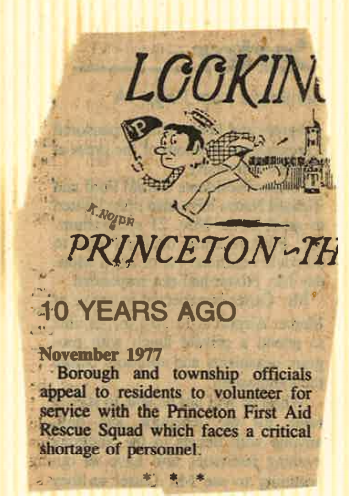 LOOKIN
P
PRINCETON-TH
10 YEARS AGO
November 1977
Borough and township officials
appeal to residents to volunteer for
service with the Princeton First Aid
Rescue Squad which faces a critical
shortage of personnel.
* * *